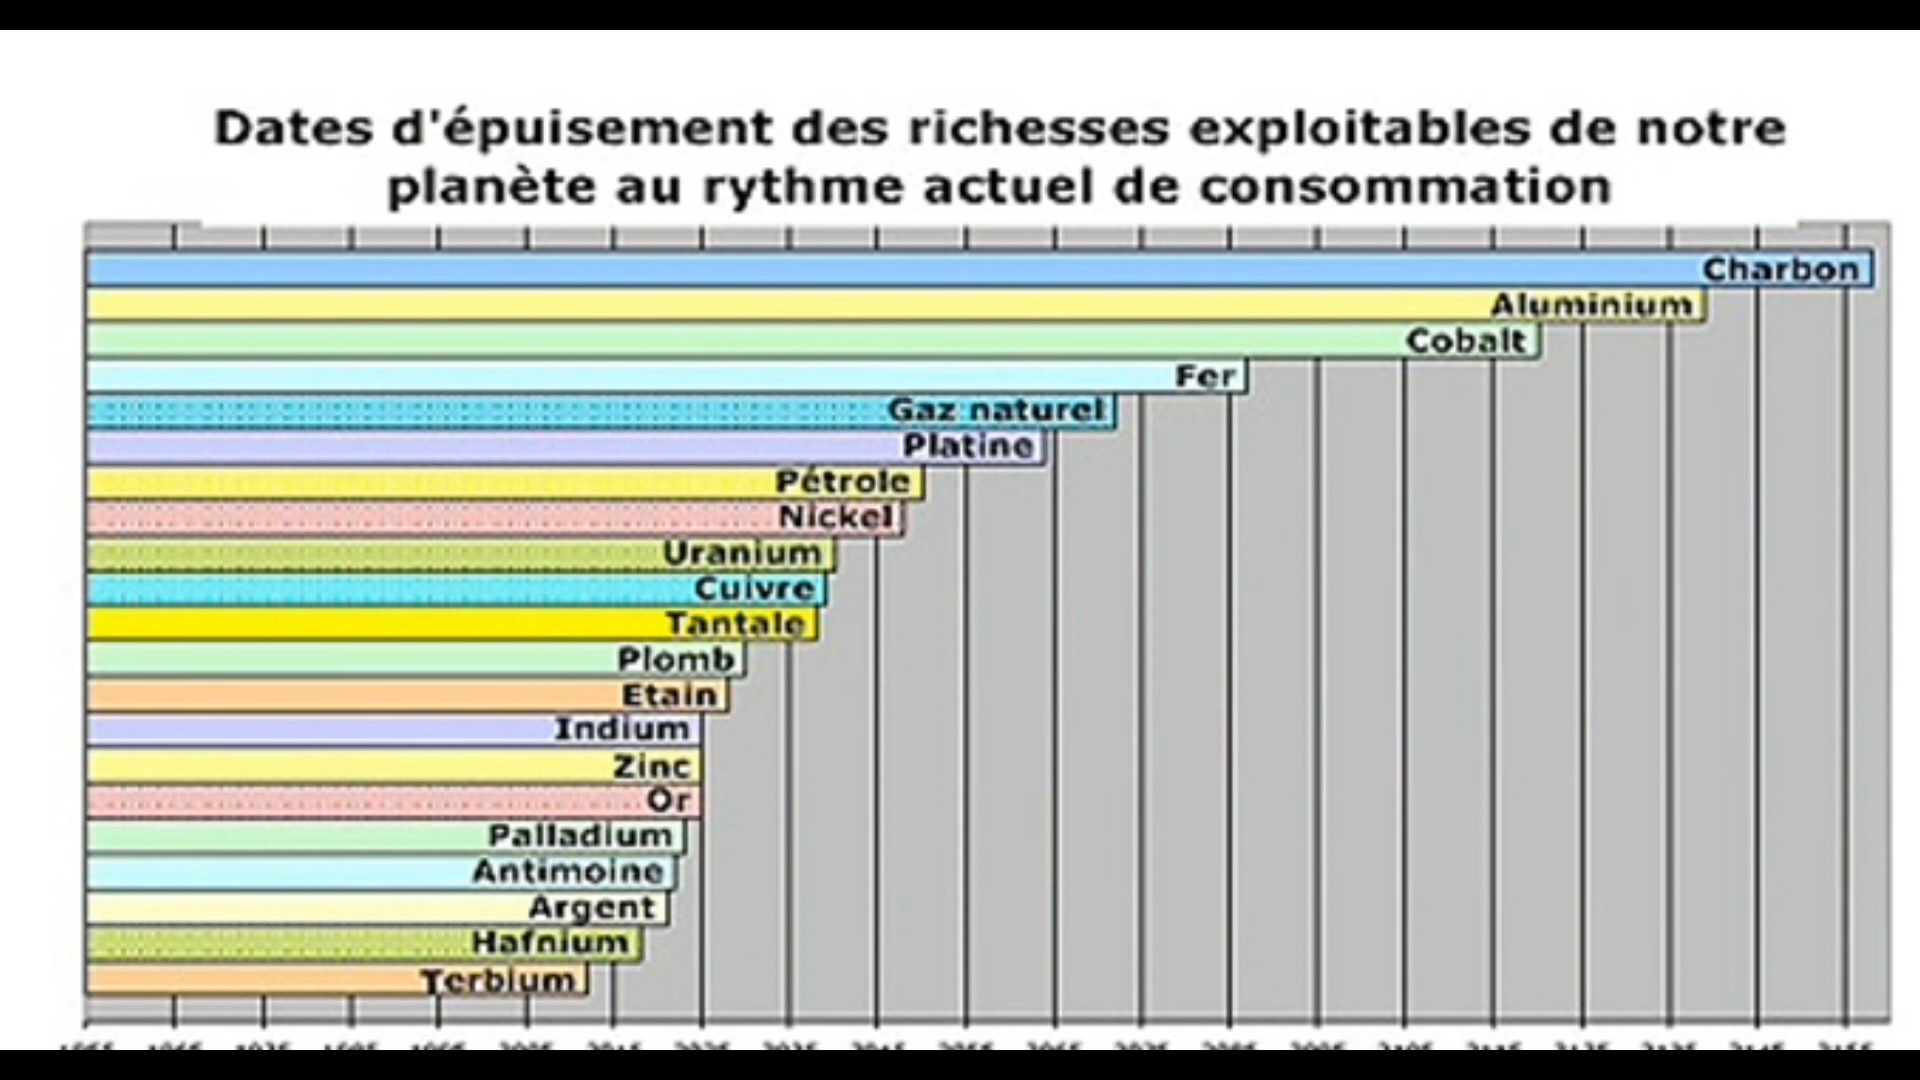 Dates d'épuisement des richesses exploitables de notre
planète au rythme actuel de consommation
Charbon
Aluminium
Cobalt
Fer
Gaz naturel
Platine
Pétrole
Nickel
Uranium
Cuivre
Tantale
Plomb
Etain
Indium
Zinc
Or
Palladium
Antimoine
Argent
Hafnium
Terbium